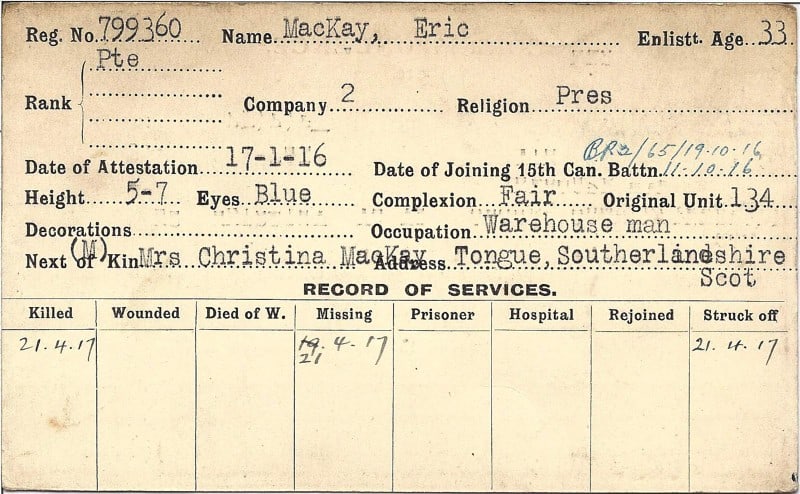 Reg. No. 799360 Name MacKay, Eric Enlistt. Age 33
Pte
Rank Company 2 Religion Pres
BR2/65/19.10.16
Date of Attestation 17-1-16 Date of Joining 15th Can. Battn. 11.10.16
Height 5-7 Eyes Blue Complexion Fair Original Unit 134
Decorations Occupation Warehouse man
Next of Kin (M) Mrs Christina MacKay Address Tongue, Southerlandshire
Scot
RECORD OF SERVICES.
Killed Wounded Died of W. Missing Prisoner Hospital Rejoined Struck off
21.4.17 19.4.17 21.4.17
21